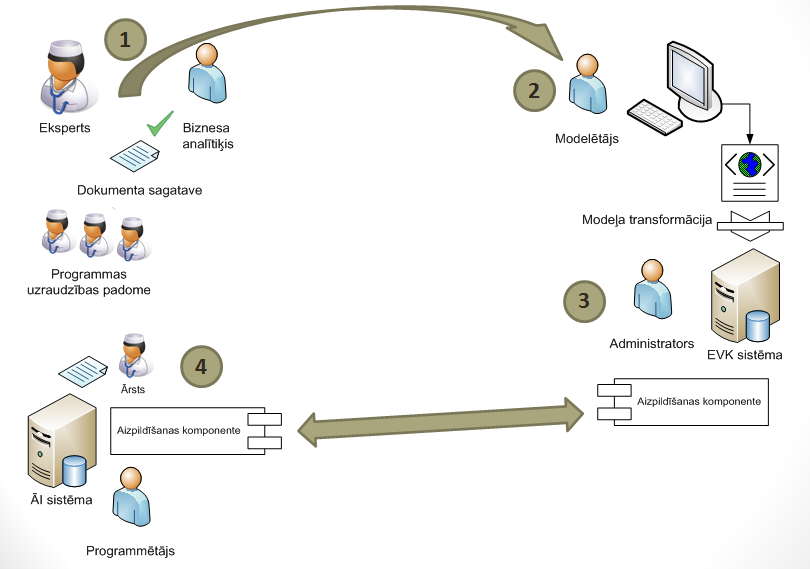 1
Eksperts
Biznesa
analītiķis
Dokumenta sagatave
Programmas
uzraudzības padome
2
Modelētājs
Modeļa transformācija
3
Administrators
EVK sistēma
Aizpildīšanas komponente
4
Ārsts
Aizpildīšanas komponente
ĀI sistēma
Programmētājs